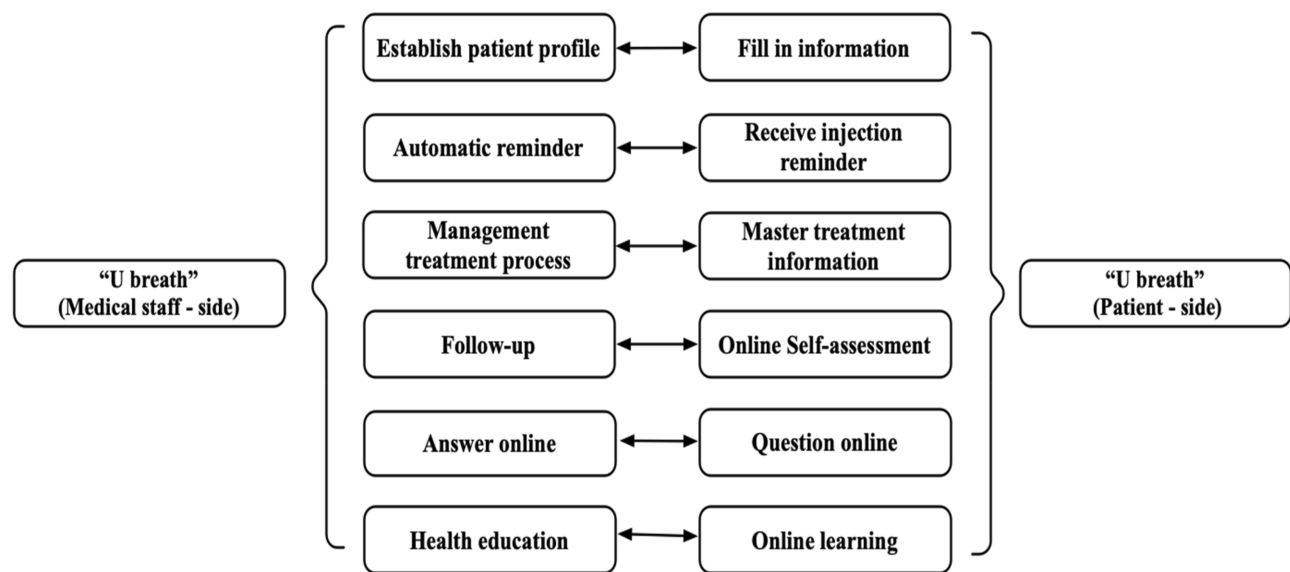 Establish patient profile
Fill in information
Automatic reminder
Receive injection
reminder
Management
treatment process
Master treatment
information
“U breath”
(Medical staff - side)
“U breath”
(Patient - side)
Follow-up
Online Self-assessment
Answer online
Question online
Health education
Online learning